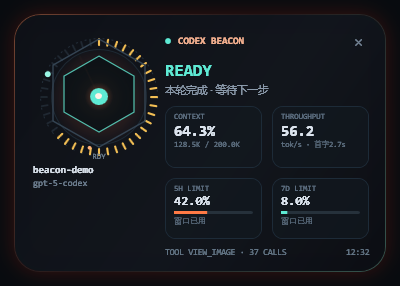 CODEX BEACON
×
READY
本轮完成 · 等待下一步
RDY
beacon-demo
gpt-5-codex
CONTEXT
64.3%
128.5K / 200.0K
THROUGHPUT
56.2
tok/s · 首字2.7s
5H LIMIT
42.0%
窗口已用
7D LIMIT
8.0%
窗口已用
TOOL VIEW_IMAGE · 37 CALLS
12:32